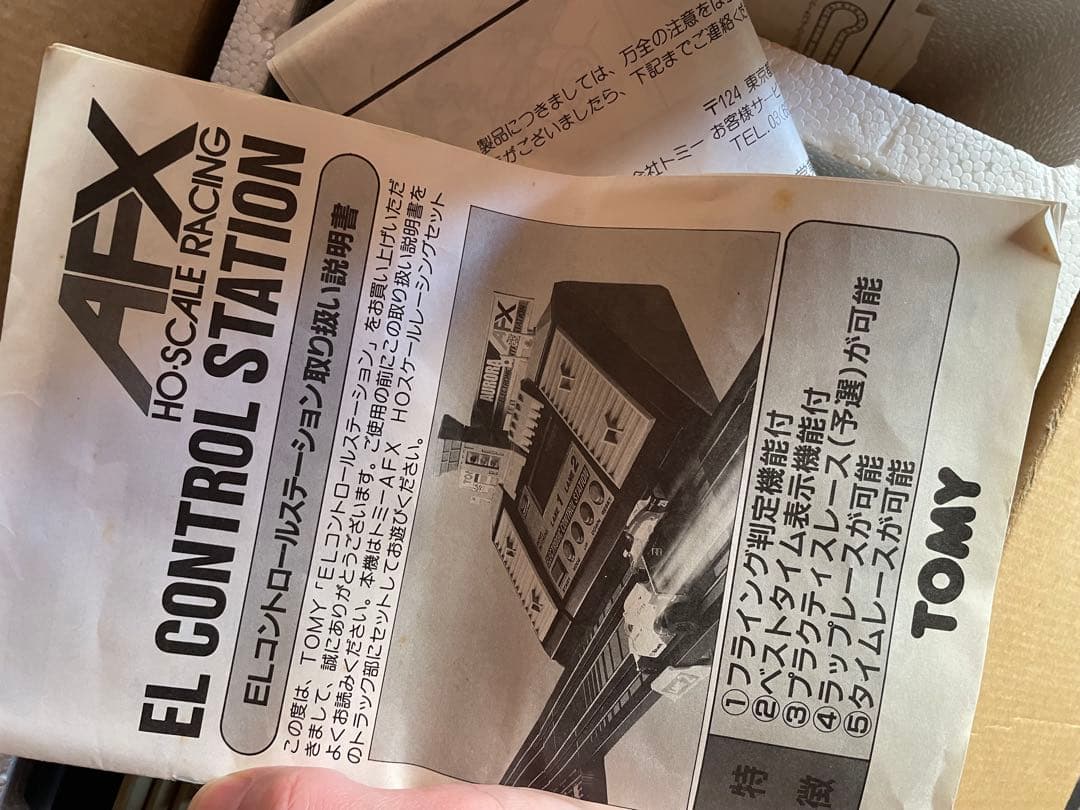 AFX
HO-SCALE RACING
EL CONTROL STATION
ELコントロールステーション取り扱い説明書
この度は、TOMY「ELコントロールステーション」をお買い上げいただ
きまして、誠にありがとうございます。ご使用の前にこの取り扱い説明書を
よくお読みください。本機はトミーAFX HOスケールレーシングセット
のトラック部にセットしてお遊びください。
AURORA AFX
LANE 1 LANE 2
特徴
①フライング判定機能付
②ベストタイム表示機能付
③プラクティスレース(予選)が可能
④ラップレースが可能
⑤タイムレースが可能
TOMY
製品につきましては、万全の注意をは
がございましたら、下記までご連絡くだ
〒124 東京
会社トミー お客様サービ
TEL.03